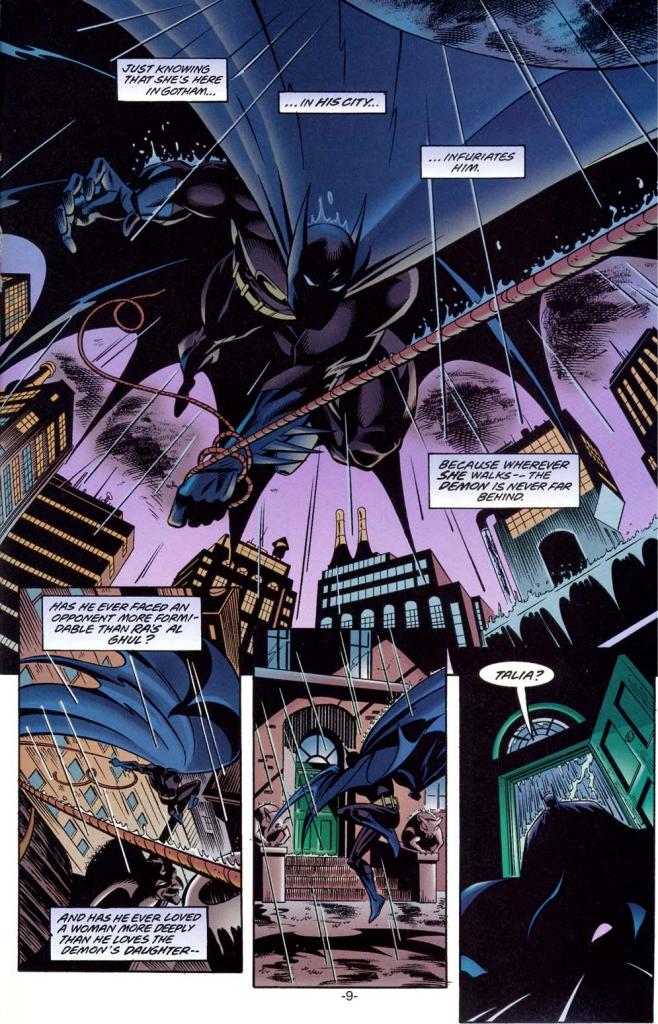 JUST KNOWING
THAT SHE'S HERE
IN GOTHAM...
...IN HIS CITY...
...INFURIATES
HIM.
BECAUSE WHEREVER
SHE WALKS-- THE
DEMON IS NEVER FAR
BEHIND.
HAS HE EVER FACED AN
OPPONENT MORE FORMI-
DABLE THAN RA'S AL
GHUL?
AND HAS HE EVER LOVED
A WOMAN MORE DEEPLY
THAN HE LOVES THE
DEMON'S DAUGHTER--
TALIA?
-9-